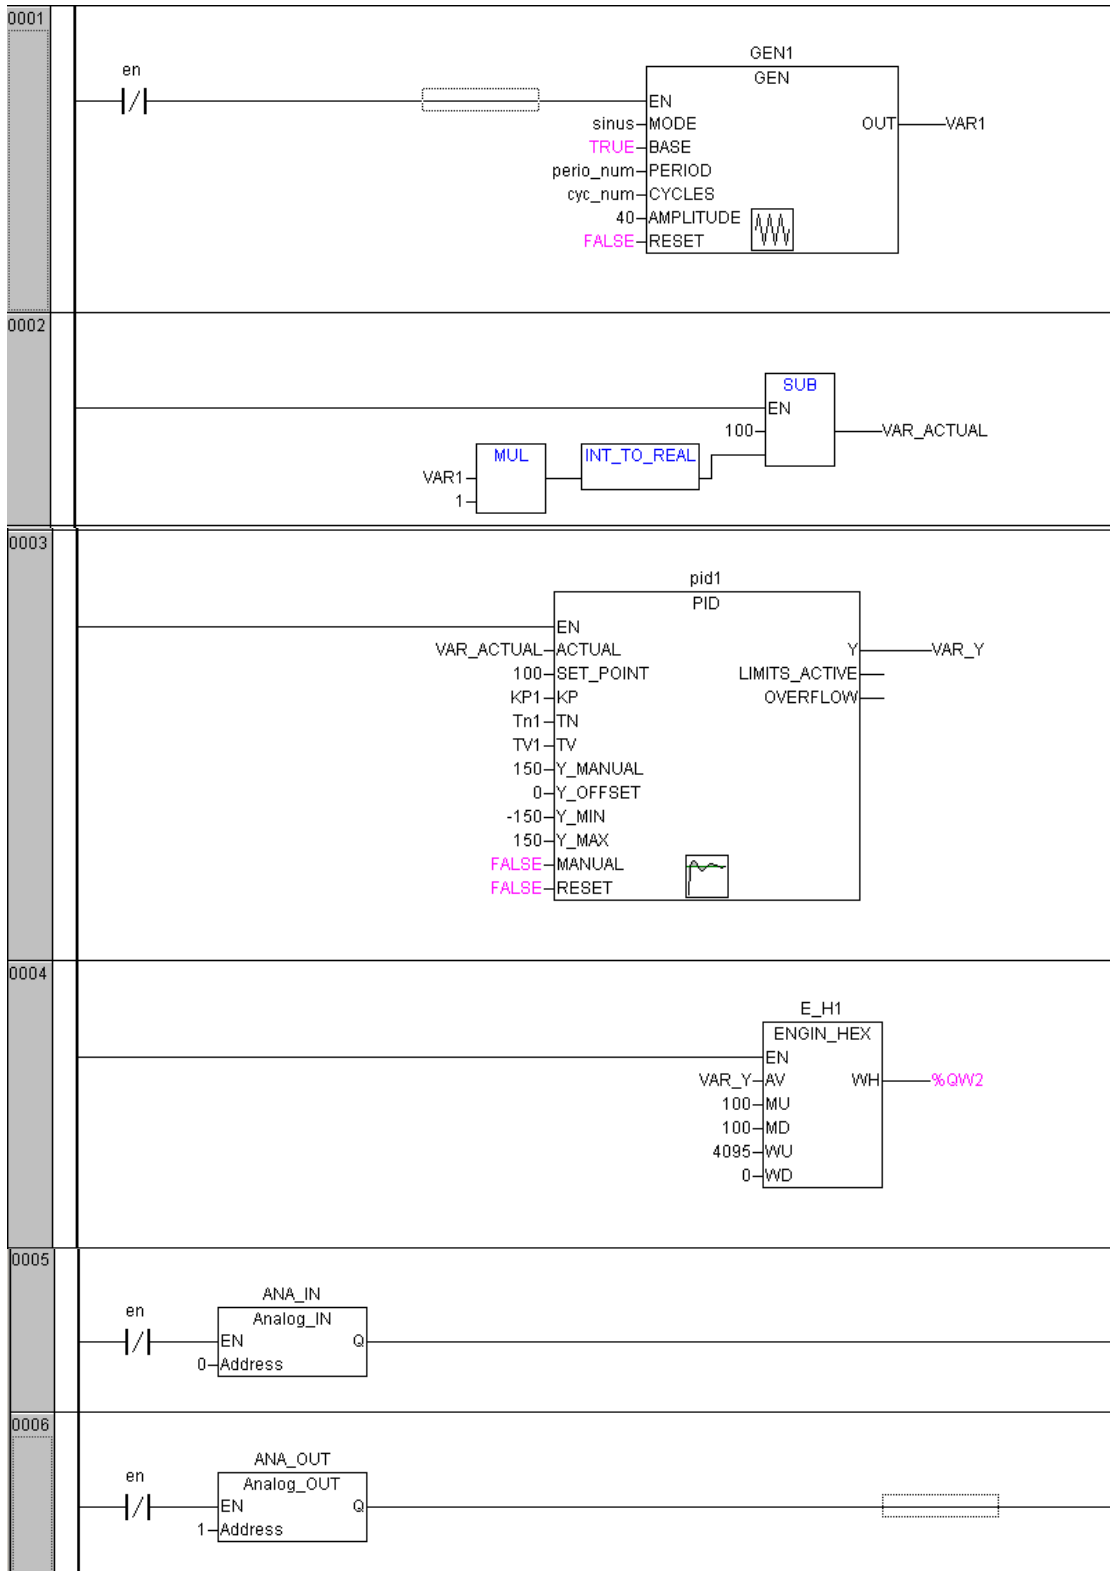 0001
GEN1
GEN
en
EN
sinus MODE OUT VAR1
TRUE BASE
perio_num PERIOD
cyc_num CYCLES
40 AMPLITUDE
FALSE RESET
0002
SUB
EN
100 VAR_ACTUAL
MUL INT_TO_REAL
VAR1
1
0003
pid1
PID
EN
VAR_ACTUAL ACTUAL Y VAR_Y
100 SET_POINT LIMITS_ACTIVE
KP1 KP OVERFLOW
Tn1 TN
TV1 TV
150 Y_MANUAL
0 Y_OFFSET
-150 Y_MIN
150 Y_MAX
FALSE MANUAL
FALSE RESET
0004
E_H1
ENGIN_HEX
EN
VAR_Y AV WH %QW2
100 MU
100 MD
4095 WU
0 WD
0005
ANA_IN
en Analog_IN
EN Q
0 Address
0006
ANA_OUT
en Analog_OUT
EN Q
1 Address